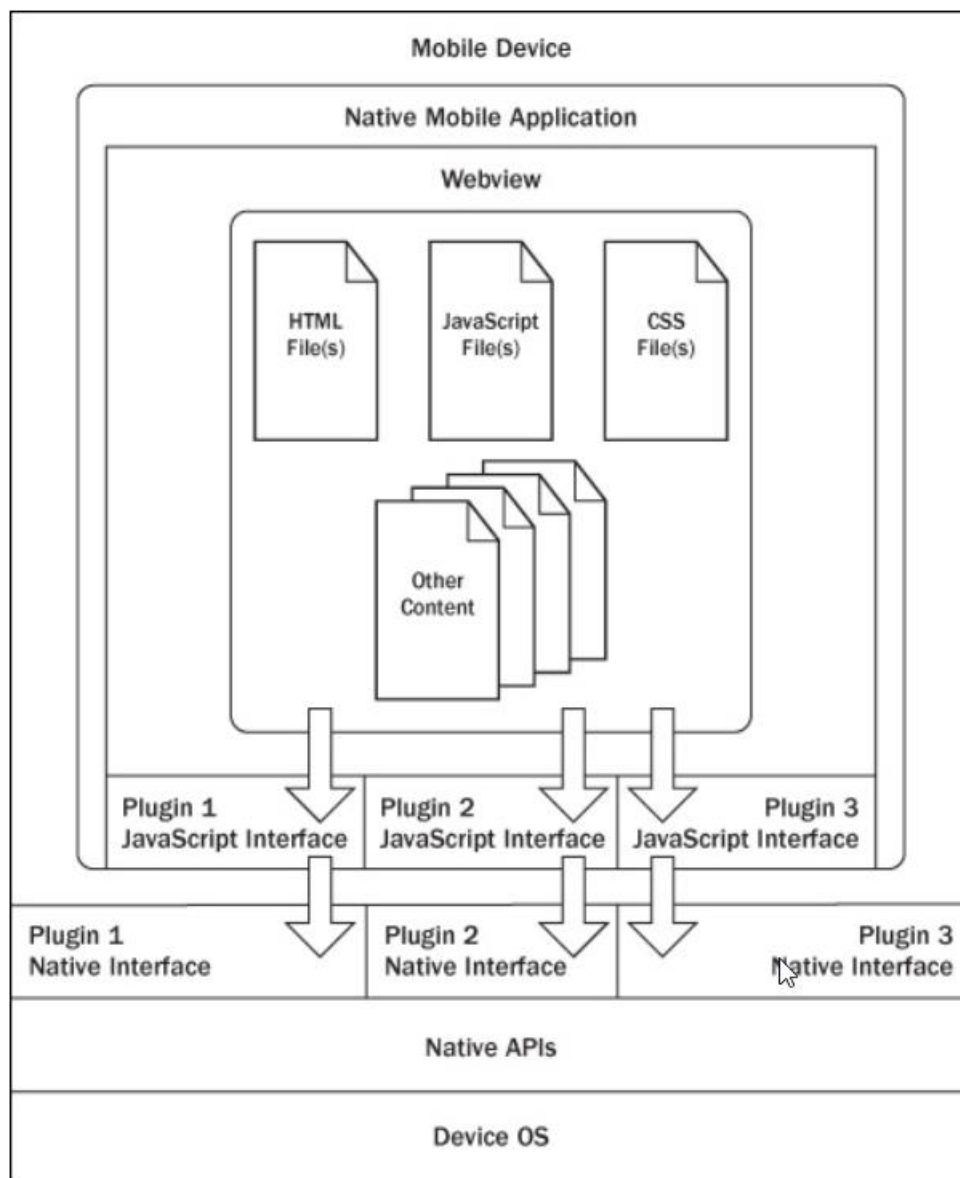 Mobile Device
Native Mobile Application
Webview
HTML
File(s)
JavaScript
File(s)
CSS
File(s)
Other
Content
Plugin 1
JavaScript Interface
Plugin 2
JavaScript Interface
Plugin 3
JavaScript Interface
Plugin 1
Native Interface
Plugin 2
Native Interface
Plugin 3
Native Interface
Native APIs
Device OS